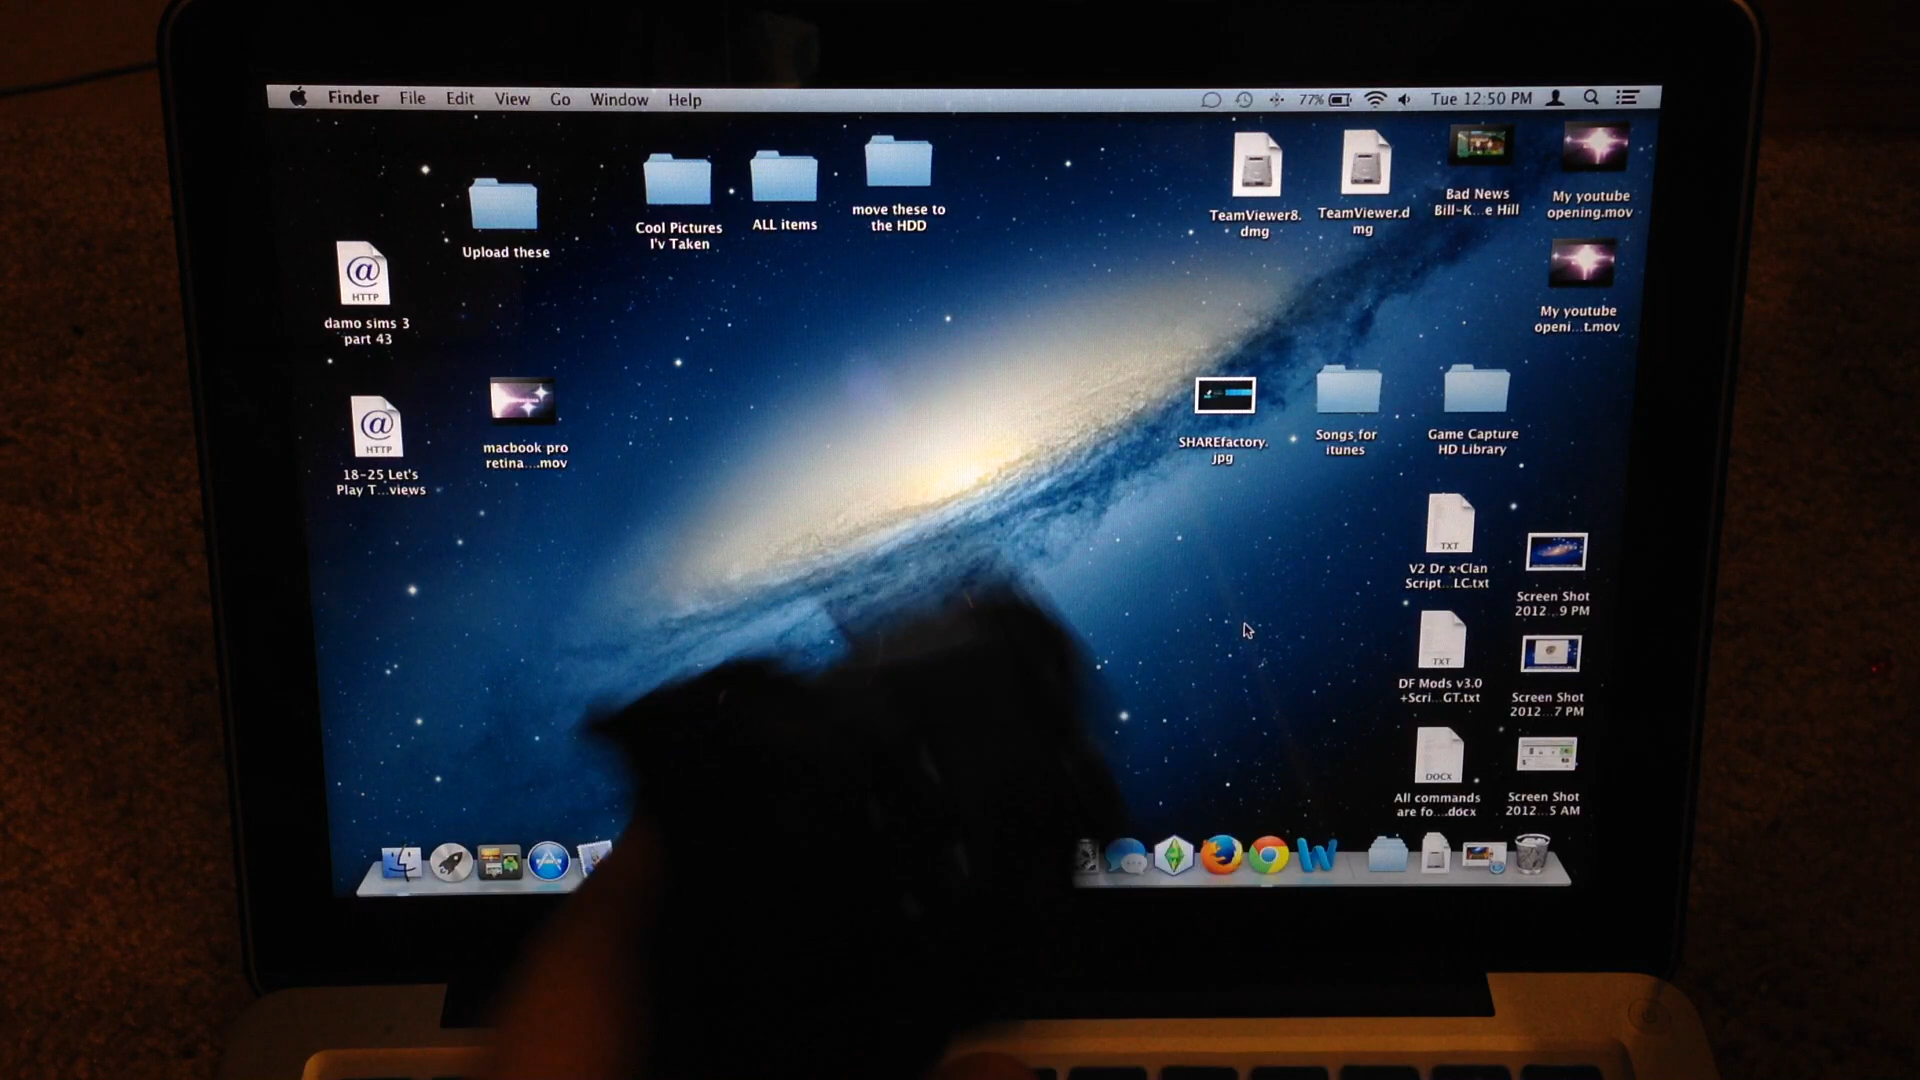 Finder File Edit View Go Window Help 77% Tue 12:50 PM
Upload these
Cool Pictures
I'v Taken
ALL items
move these to
the HDD
TeamViewer8.
dmg
TeamViewer.d
mg
Bad News
Bill-K...e Hill
My youtube
opening.mov
HTTP
damo sims 3
part 43
My youtube
openi...t.mov
HTTP
18-25 Let's
Play T...views
macbook pro
retina....mov
SHAREfactory.
jpg
Songs for
itunes
Game Capture
HD Library
TXT
V2 Dr x-Clan
Script...LC.txt
Screen Shot
2012...9 PM
TXT
DF Mods v3.0
+Scri...GT.txt
Screen Shot
2012...7 PM
DOCX
All commands
are fo....docx
Screen Shot
2012...5 AM